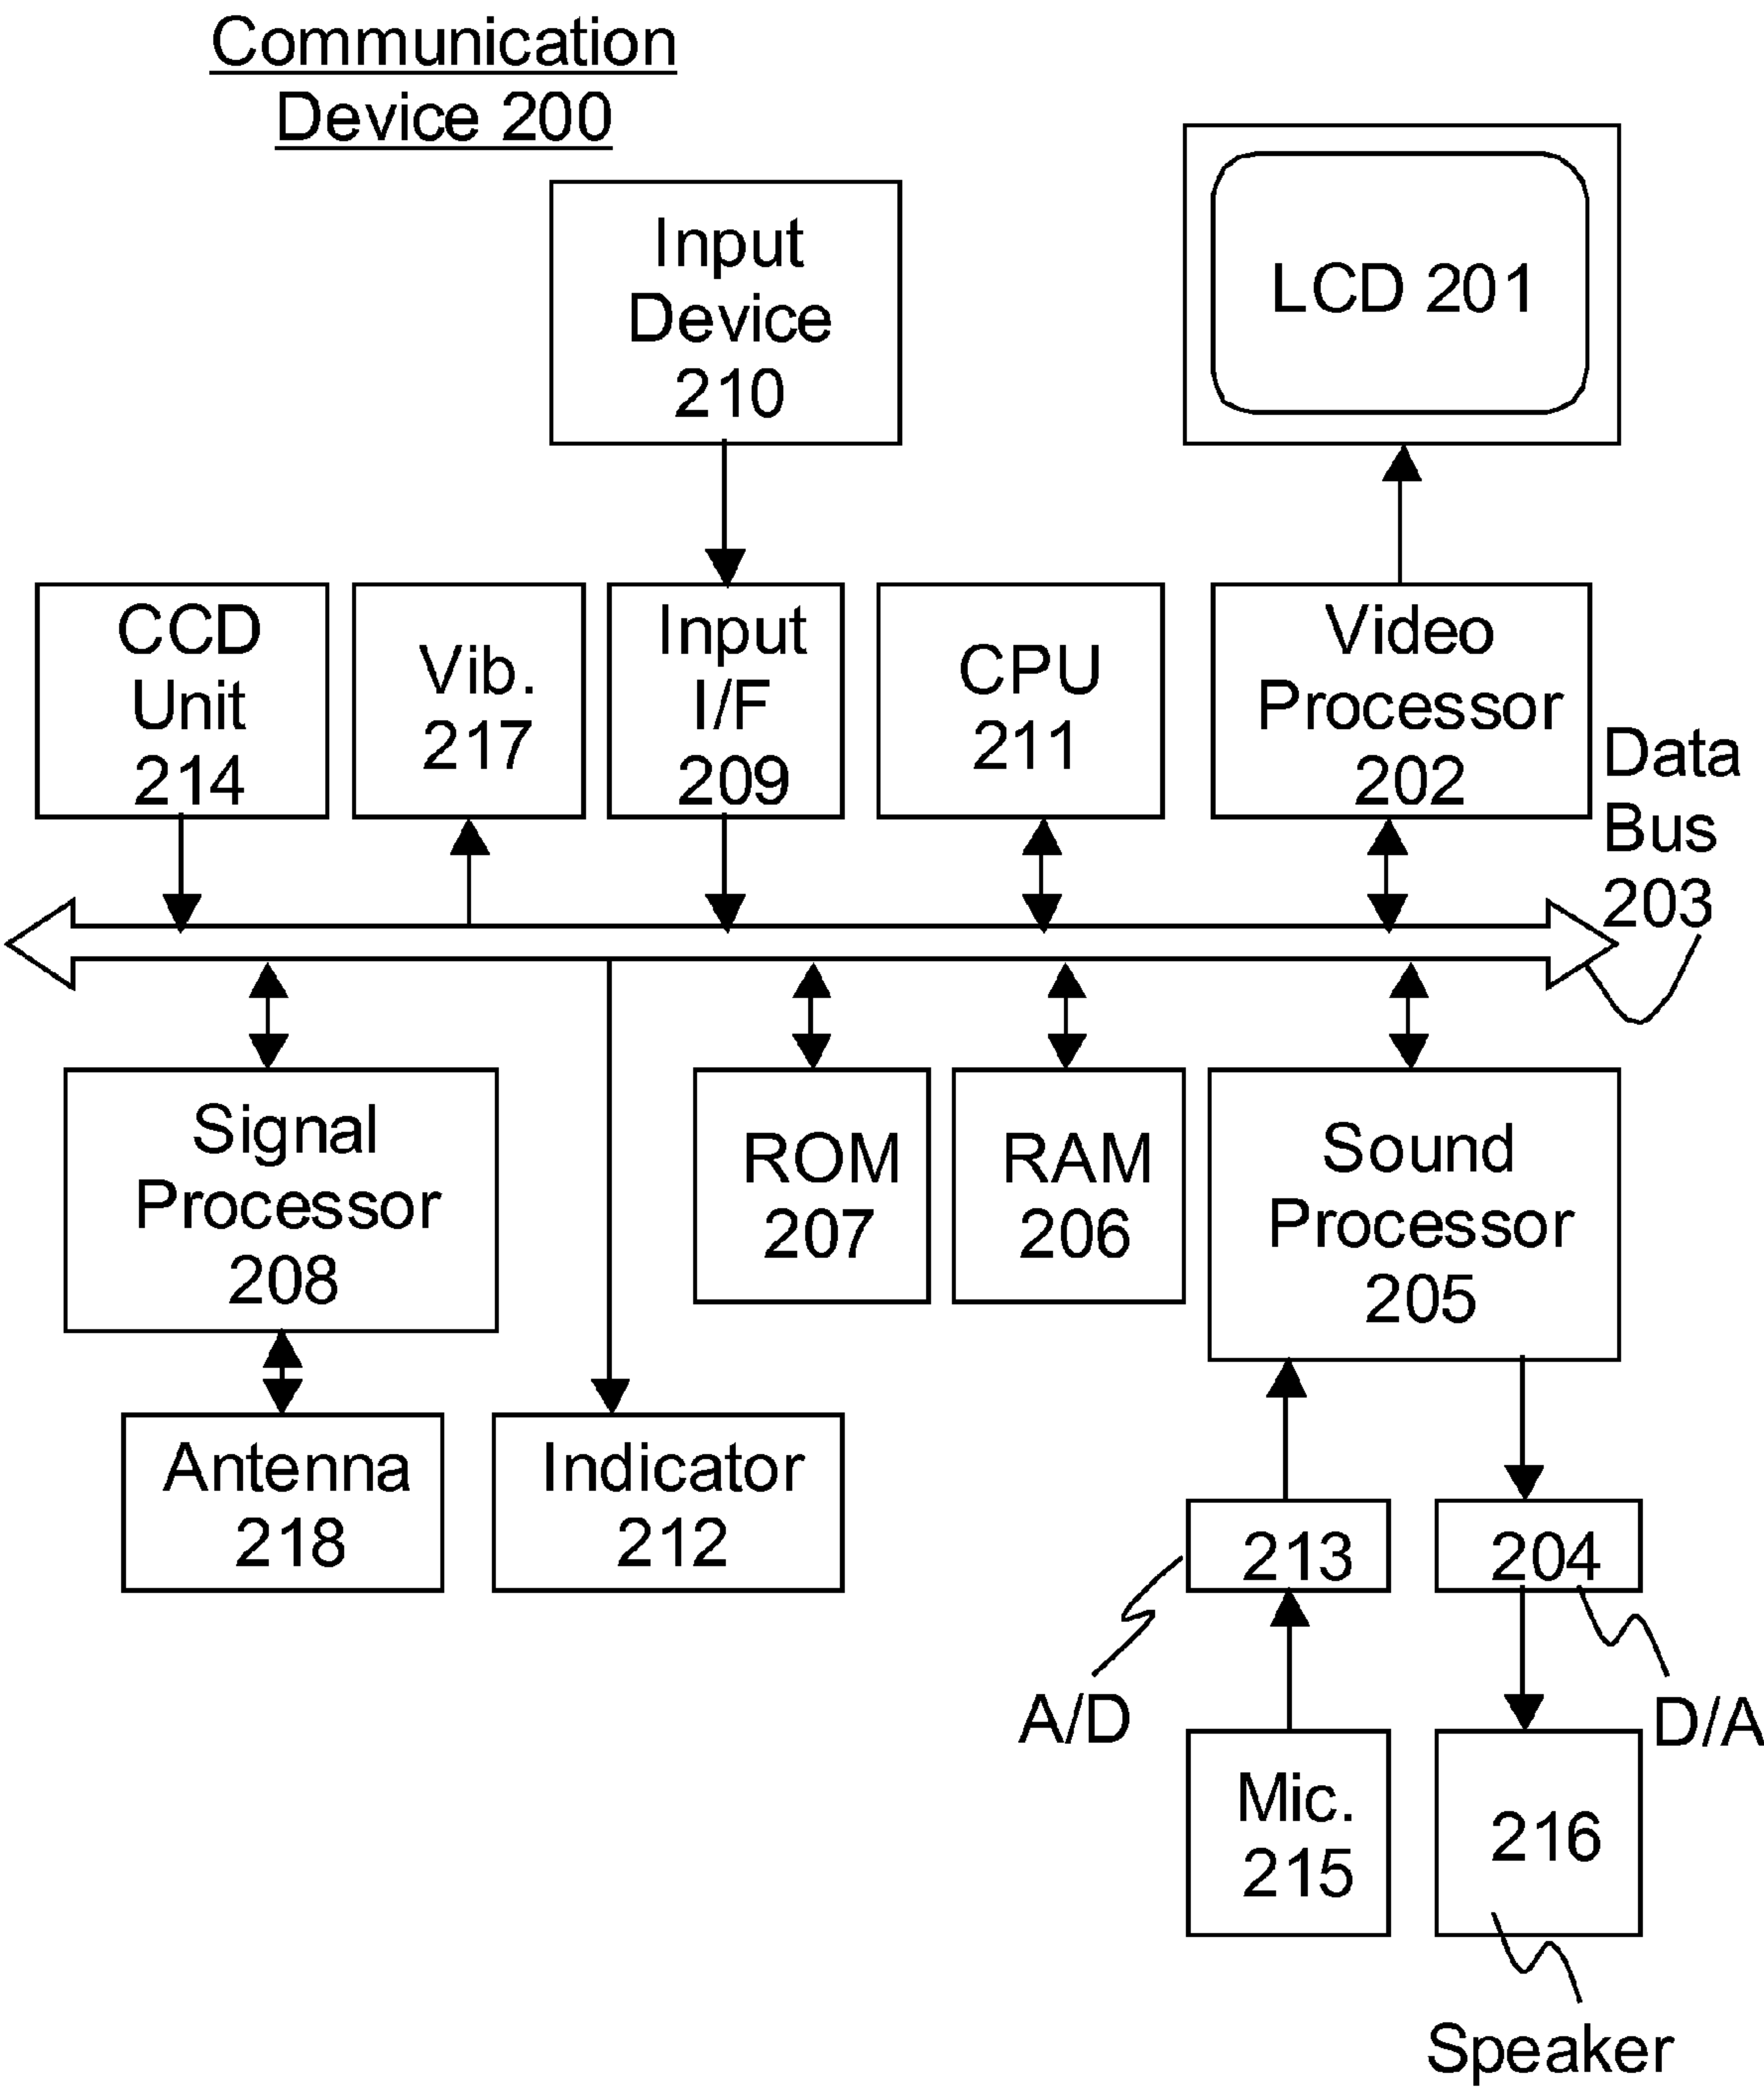 Communication
Device 200
Input
Device
210
LCD 201
CCD
Unit
214
Vib.
217
Input
I/F
209
CPU
211
Video
Processor
202
Data
Bus
203
Signal
Processor
208
ROM
207
RAM
206
Sound
Processor
205
Antenna
218
Indicator
212
213
204
A/D
D/A
Mic.
215
216
Speaker